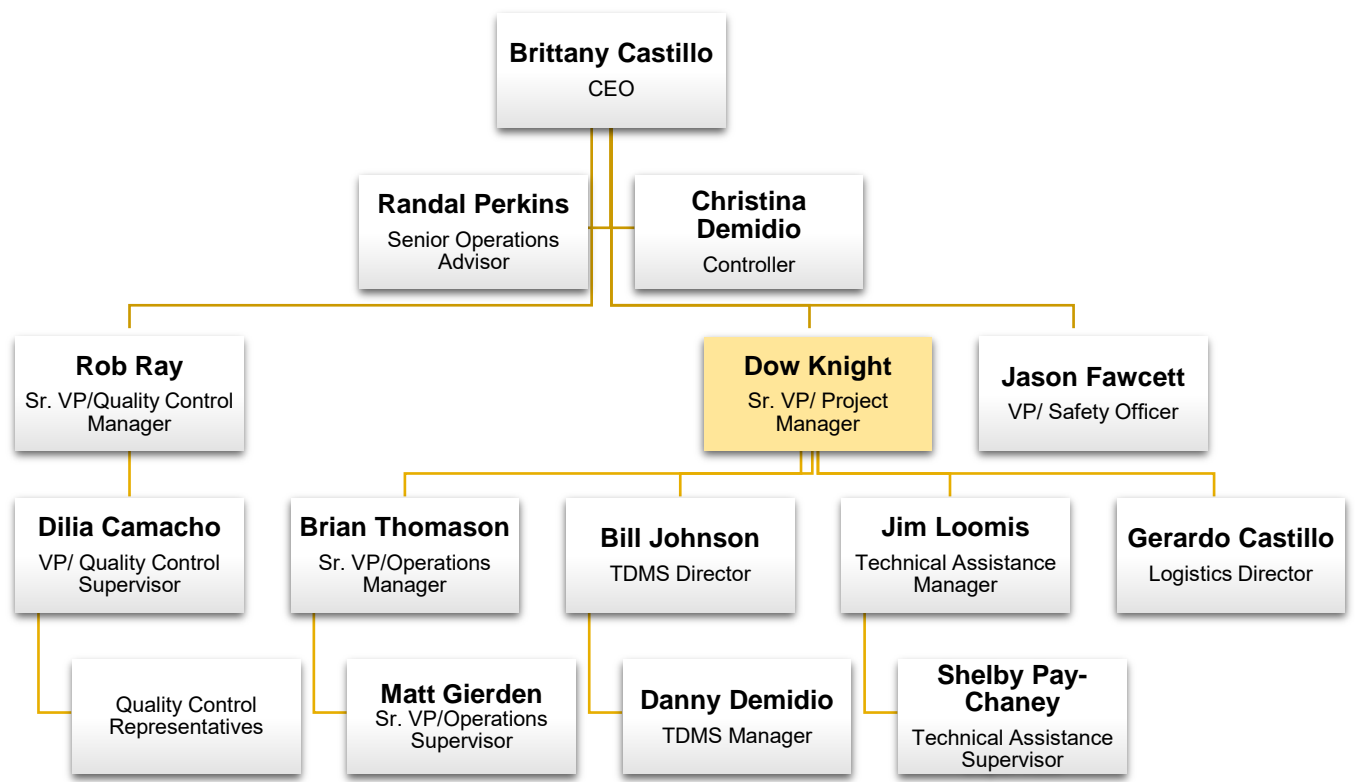 Brittany Castillo
CEO
Randal Perkins
Senior Operations
Advisor
Christina
Demidio
Controller
Rob Ray
Sr. VP/Quality Control
Manager
Dow Knight
Sr. VP/ Project
Manager
Jason Fawcett
VP/ Safety Officer
Dilia Camacho
VP/ Quality Control
Supervisor
Brian Thomason
Sr. VP/Operations
Manager
Bill Johnson
TDMS Director
Jim Loomis
Technical Assistance
Manager
Gerardo Castillo
Logistics Director
Quality Control
Representatives
Matt Gierden
Sr. VP/Operations
Supervisor
Danny Demidio
TDMS Manager
Shelby Pay-
Chaney
Technical Assistance
Supervisor